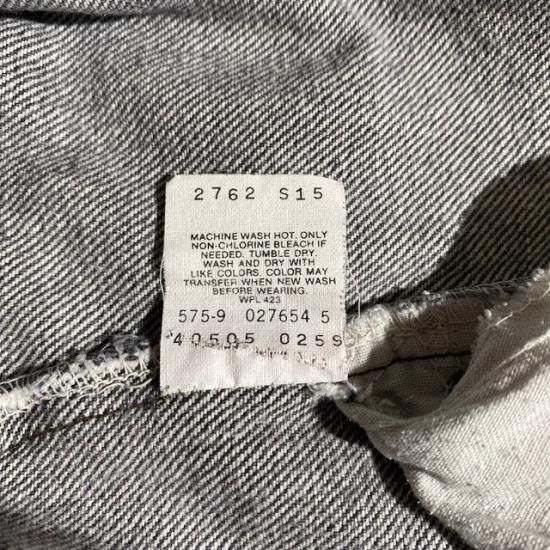 2762 S15
MACHINE WASH HOT. ONLY
NON-CHLORINE BLEACH IF
NEEDED. TUMBLE DRY.
WASH AND DRY WITH
LIKE COLORS. COLOR MAY
TRANSFER WHEN NEW WASH
BEFORE WEARING.
WPL 423
575-9 027654 5
40505 0259